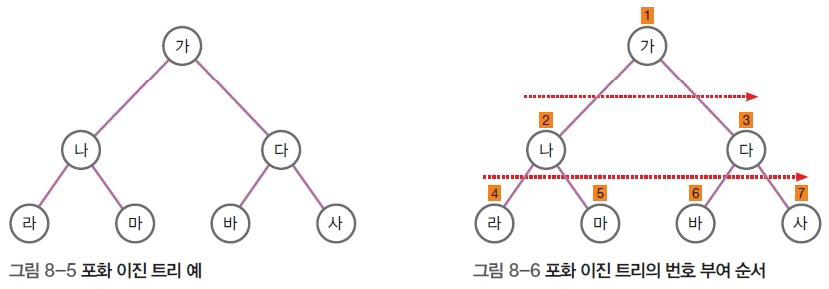 가
나
다
라
마
바
사
그림 8-5 포화 이진 트리 예
1
가
2
3
나
다
4
5
6
7
라
마
바
사
그림 8-6 포화 이진 트리의 번호 부여 순서